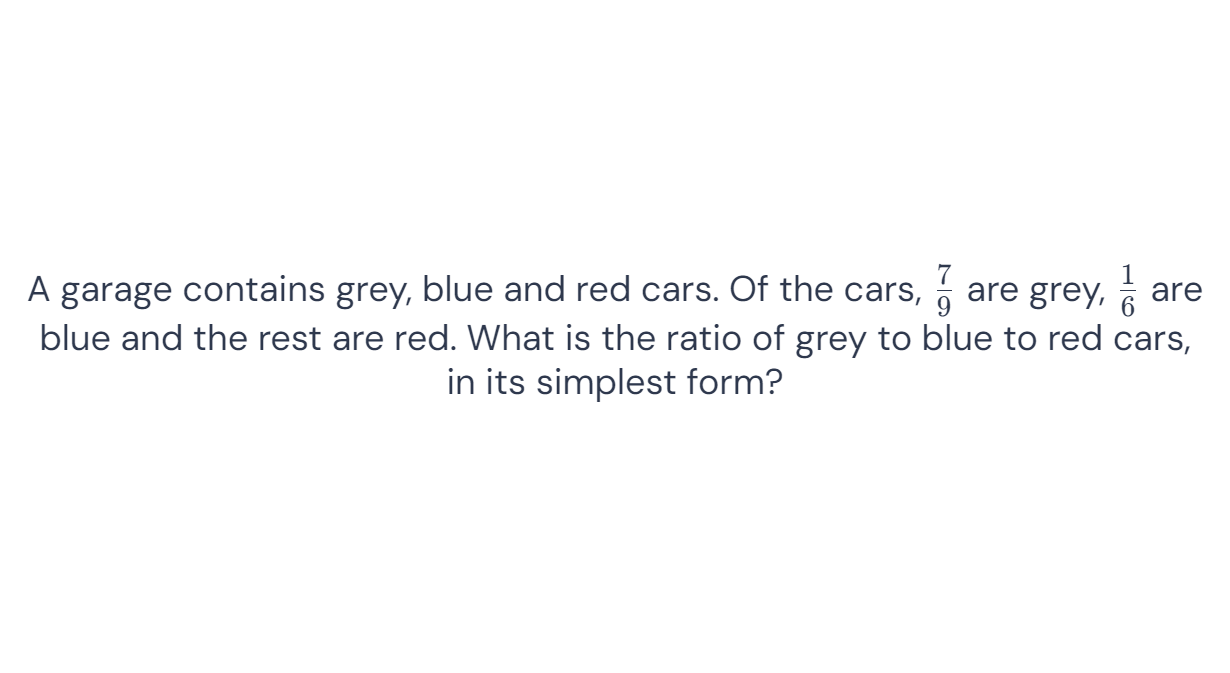 A garage contains grey, blue and red cars. Of the cars, $\frac{7}{9}$ are grey, $\frac{1}{6}$ are
blue and the rest are red. What is the ratio of grey to blue to red cars,
in its simplest form?